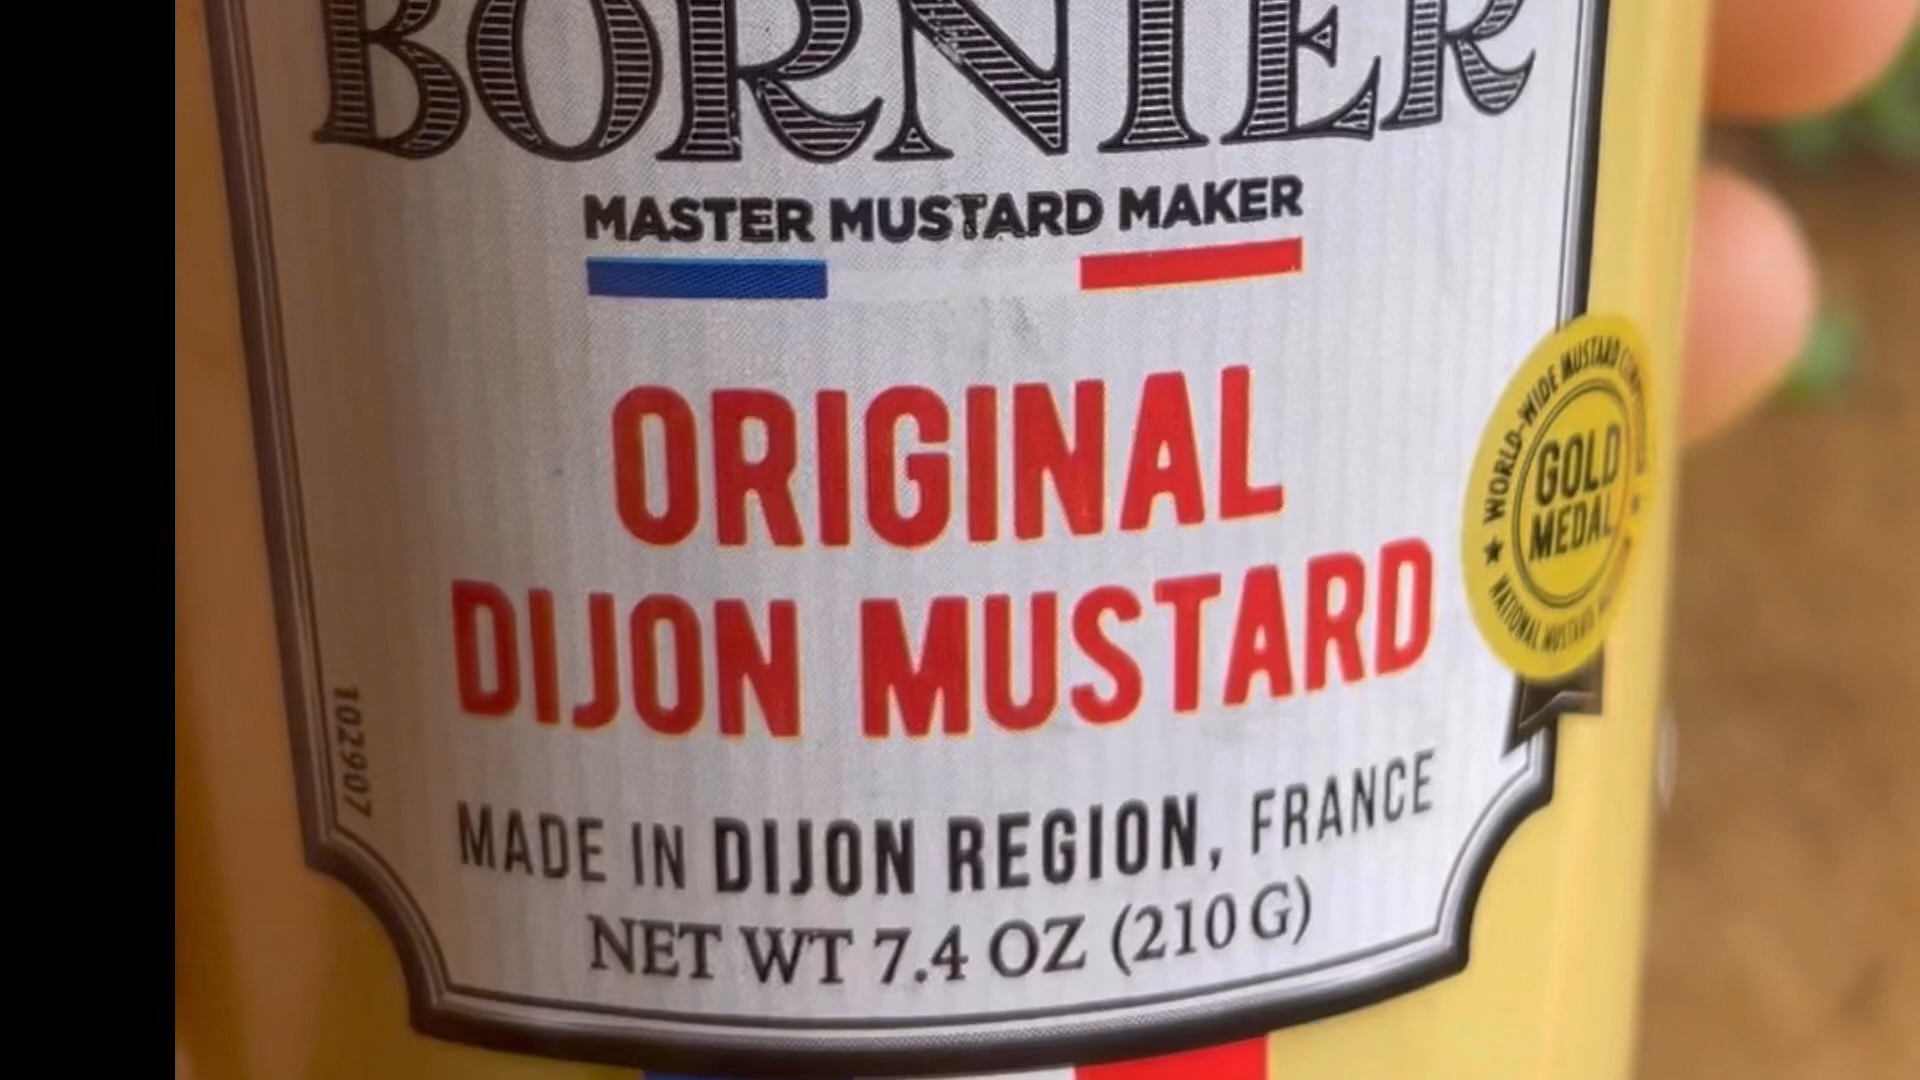 BORNIER
MASTER MUSTARD MAKER
ORIGINAL
DIJON MUSTARD
WORLD-WIDE MUSTARD
GOLD
MEDAL
NATIONAL MUSTARD
102907
MADE IN DIJON REGION, FRANCE
NET WT 7.4 OZ (210 G)